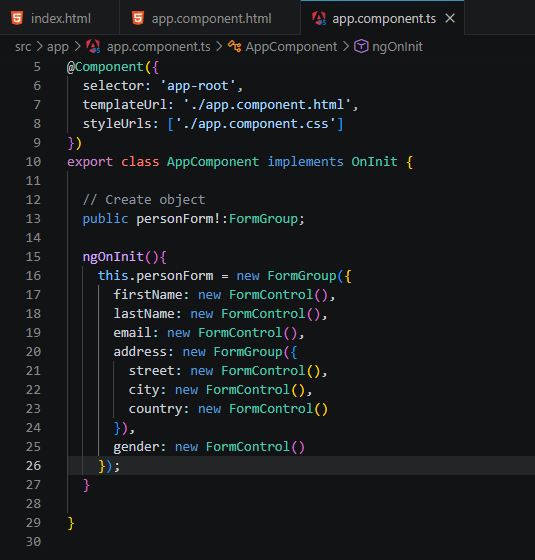 index.html app.component.html app.component.ts
src > app > app.component.ts > AppComponent > ngOnInit
5 @Component({
6   selector: 'app-root',
7   templateUrl: './app.component.html',
8   styleUrls: ['./app.component.css']
9 })
10 export class AppComponent implements OnInit {
11
12   // Create object
13   public personForm!:FormGroup;
14
15   ngOnInit(){
16     this.personForm = new FormGroup({
17       firstName: new FormControl(),
18       lastName: new FormControl(),
19       email: new FormControl(),
20       address: new FormGroup({
21         street: new FormControl(),
22         city: new FormControl(),
23         country: new FormControl()
24       }),
25       gender: new FormControl()
26     });
27   }
28
29 }
30